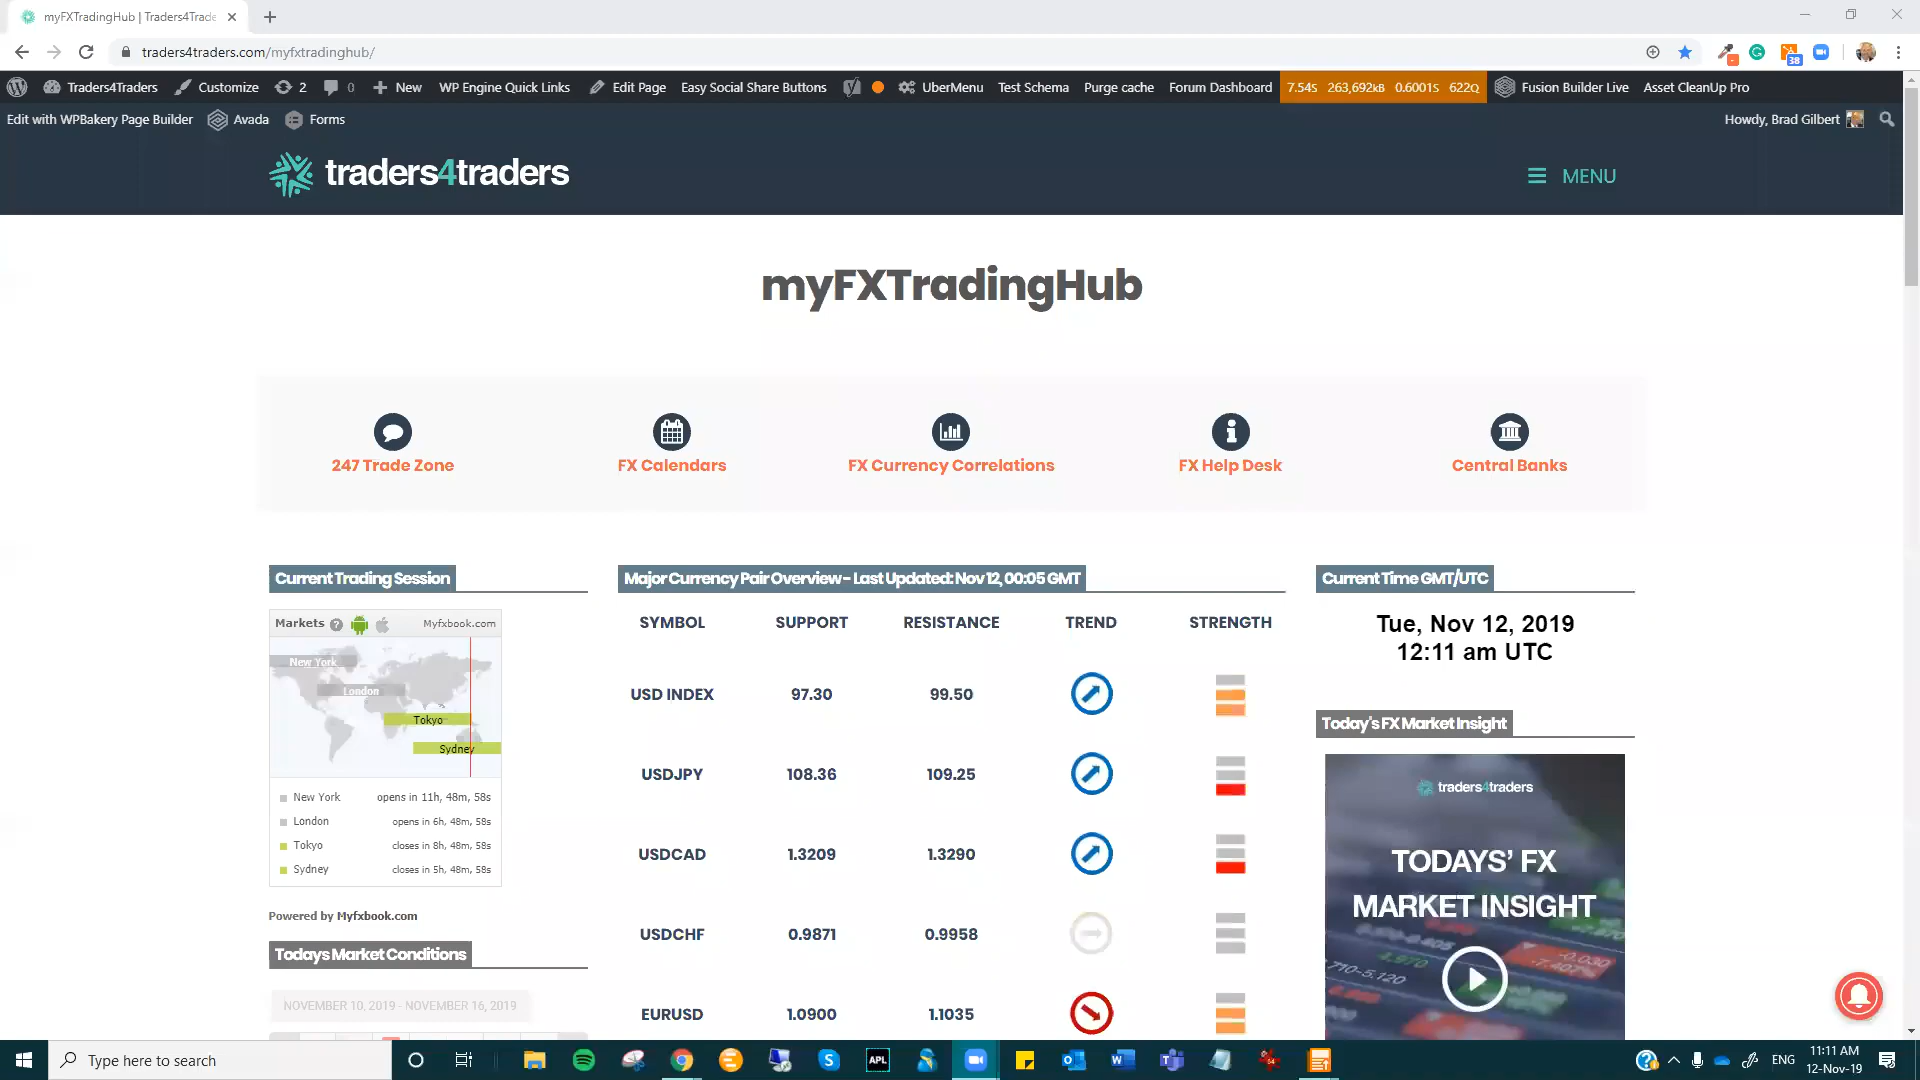 myFXTradingHub | Traders4Trade
traders4traders.com/myfxtradinghub/
38
Traders4Traders Customize 2 0 New WP Engine Quick Links Edit Page Easy Social Share Buttons UberMenu Test Schema Purge cache Forum Dashboard 7.54s 263,692kB 0.6001s 622Q Fusion Builder Live Asset CleanUp Pro
Edit with WPBakery Page Builder Avada Forms Howdy, Brad Gilbert
traders4traders
MENU
myFXTradingHub
247 Trade Zone FX Calendars FX Currency Correlations FX Help Desk Central Banks
Current Trading Session
Markets ? Myfxbook.com
New York
London
Tokyo
Sydney
New York opens in 11h, 48m, 58s
London opens in 6h, 48m, 58s
Tokyo closes in 8h, 48m, 58s
Sydney closes in 5h, 48m, 58s
Powered by Myfxbook.com
Todays Market Conditions
NOVEMBER 10, 2019 - NOVEMBER 16, 2019
Major Currency Pair Overview - Last Updated: Nov 12, 00:05 GMT
SYMBOL SUPPORT RESISTANCE TREND STRENGTH
USD INDEX 97.30 99.50
USDJPY 108.36 109.25
USDCAD 1.3209 1.3290
USDCHF 0.9871 0.9958
EURUSD 1.0900 1.1035
Current Time GMT/UTC
Tue, Nov 12, 2019
12:11 am UTC
Today's FX Market Insight
traders4traders
TODAYS' FX
MARKET INSIGHT
Type here to search
APL
ENG
11:11 AM
12-Nov-19